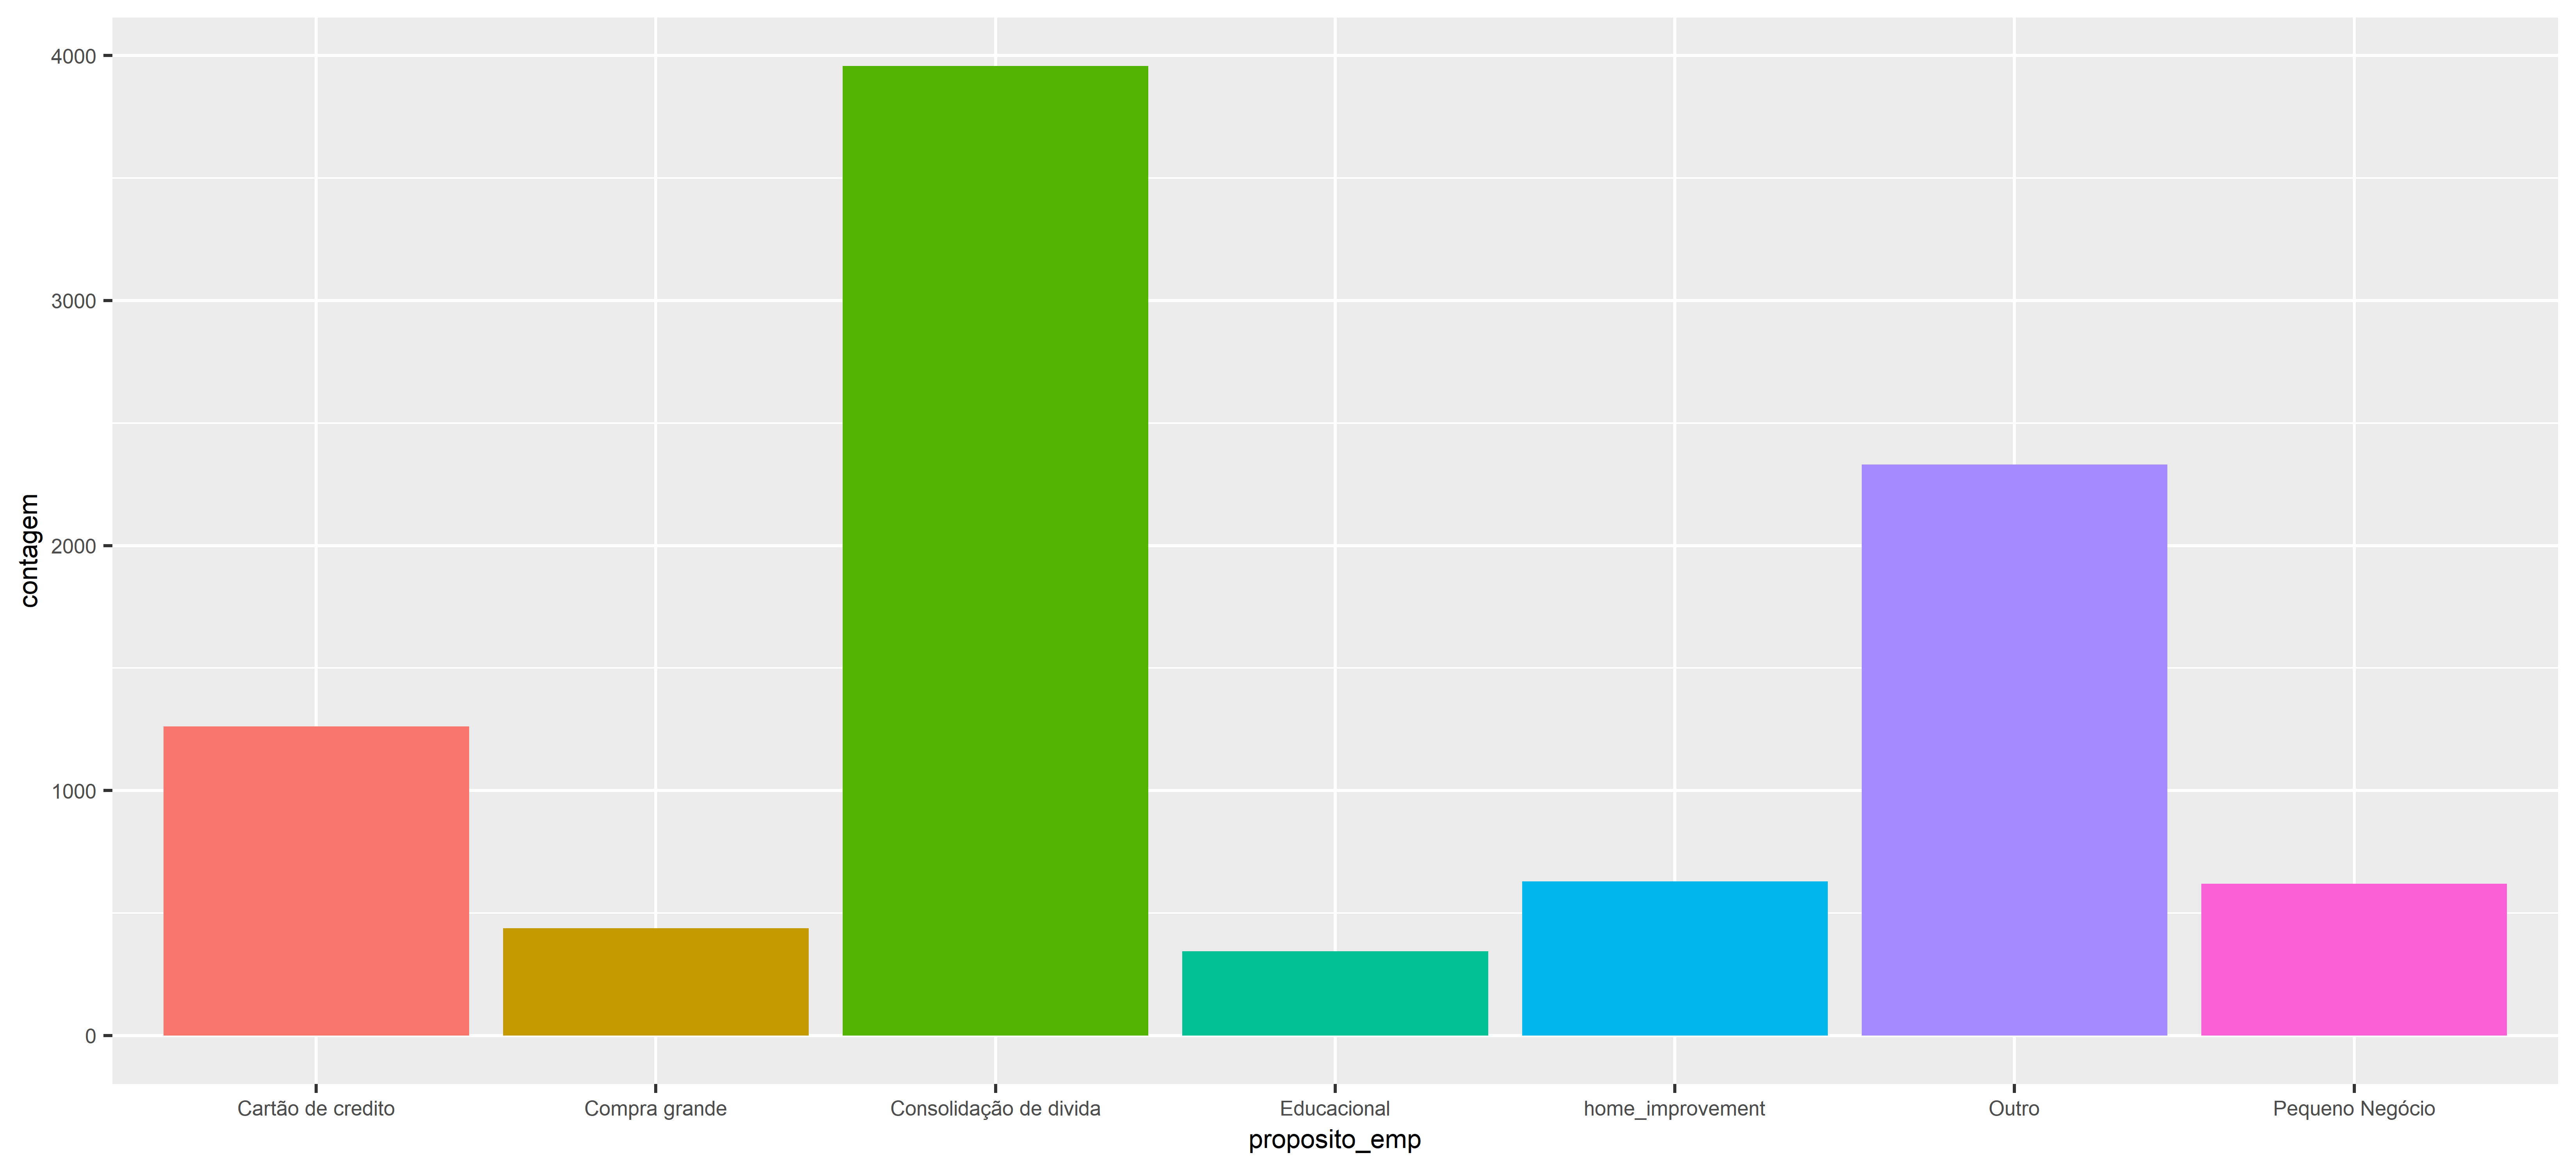 4000
3000
2000
1000
0
contagem
Cartão de credito
Compra grande
Consolidação de divida
Educacional
home_improvement
Outro
Pequeno Negócio
proposito_emp